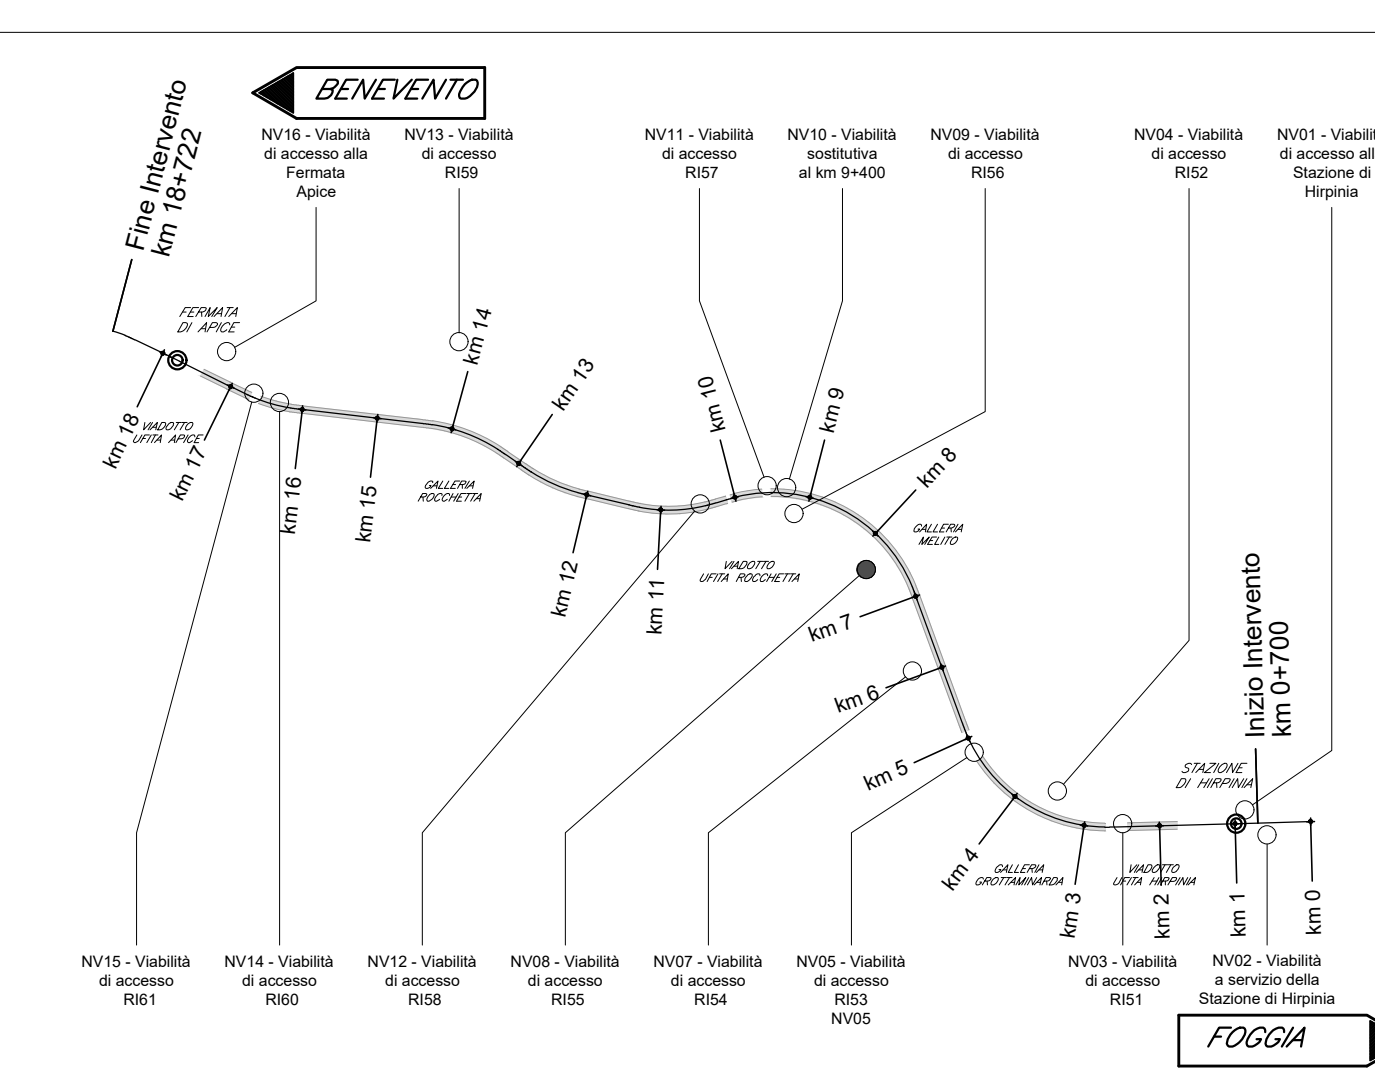 BENEVENTO
Fine Intervento
km 18+722
NV16 - Viabilità
di accesso alla
Fermata
Apice
NV13 - Viabilità
di accesso
RI59
NV11 - Viabilità
di accesso
RI57
NV10 - Viabilità
sostitutiva
al km 9+400
NV09 - Viabilità
di accesso
RI56
NV04 - Viabilità
di accesso
RI52
NV01 - Viabilit
di accesso all
Stazione di
Hirpinia
FERMATA
DI APICE
VIADOTTO
UFITA APICE
km 18
km 17
km 16
km 15
km 14
km 13
km 12
km 11
km 10
km 9
km 8
km 7
km 6
km 5
km 4
km 3
km 2
km 1
km 0
GALLERIA
ROCCHETTA
VIADOTTO
UFITA ROCCHETTA
GALLERIA
MELITO
Inizio Intervento
km 0+700
STAZIONE
DI HIRPINIA
GALLERIA
GROTTAMINARDA
VIADOTTO
UFITA HIRPINIA
NV15 - Viabilità
di accesso
RI61
NV14 - Viabilità
di accesso
RI60
NV12 - Viabilità
di accesso
RI58
NV08 - Viabilità
di accesso
RI55
NV07 - Viabilità
di accesso
RI54
NV05 - Viabilità
di accesso
RI53
NV05
NV03 - Viabilità
di accesso
RI51
NV02 - Viabilità
a servizio della
Stazione di Hirpinia
FOGGIA